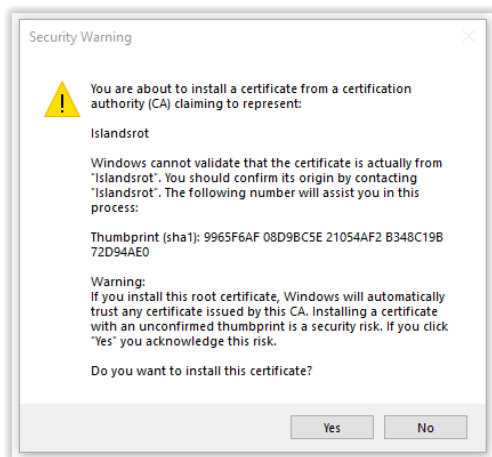 Security Warning
You are about to install a certificate from a certification
authority (CA) claiming to represent:
Islandsrot
Windows cannot validate that the certificate is actually from
"Islandsrot". You should confirm its origin by contacting
"Islandsrot". The following number will assist you in this
process:
Thumbprint (sha1): 9965F6AF 08D9BC5E 21054AF2 B348C19B
72D94AE0
Warning:
If you install this root certificate, Windows will automatically
trust any certificate issued by this CA. Installing a certificate
with an unconfirmed thumbprint is a security risk. If you click
"Yes" you acknowledge this risk.
Do you want to install this certificate?
Yes No